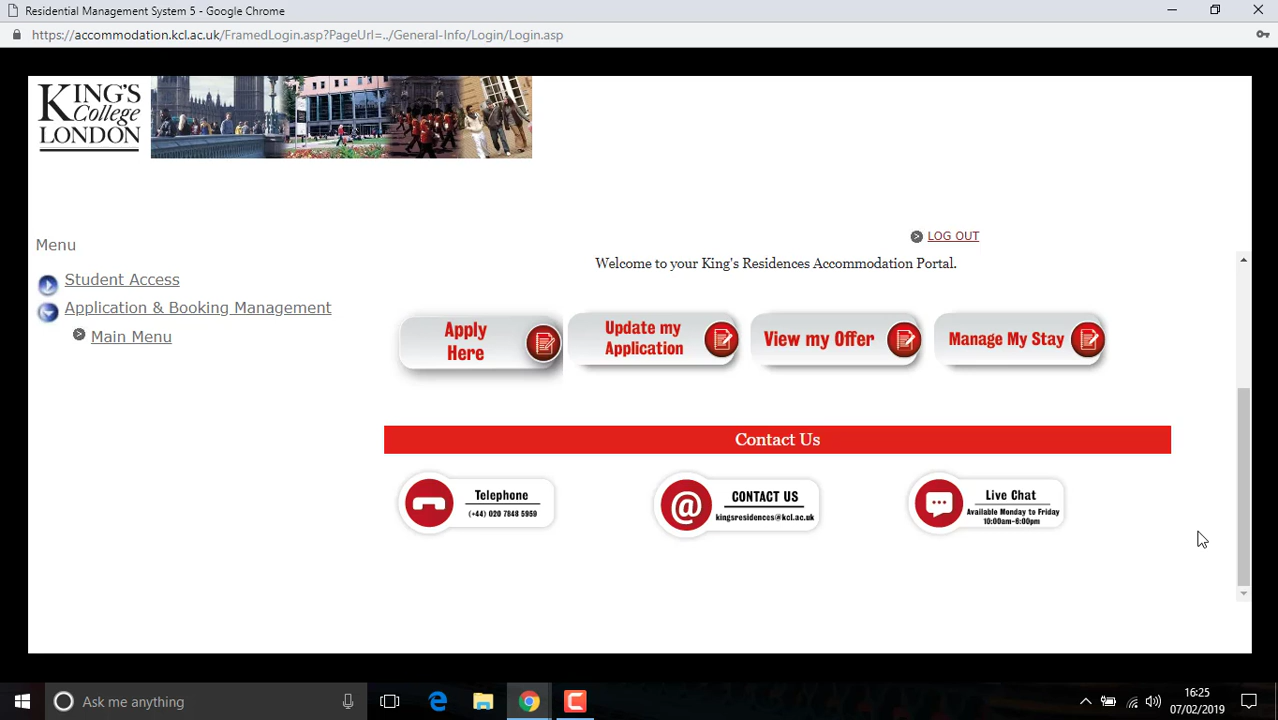 Residential Management System 5 - Google Chrome
https://accommodation.kcl.ac.uk/FramedLogin.asp?PageUrl=../General-Info/Login/Login.asp
KING'S
College
LONDON
LOG OUT
Menu
Welcome to your King's Residences Accommodation Portal.
Student Access
Application & Booking Management
Main Menu
Apply
Here
Update my
Application
View my Offer
Manage My Stay
Contact Us
Telephone
(+44) 020 7848 5959
CONTACT US
kingsresidences@kcl.ac.uk
Live Chat
Available Monday to Friday
10:00am-6:00pm
Ask me anything
16:25
07/02/2019